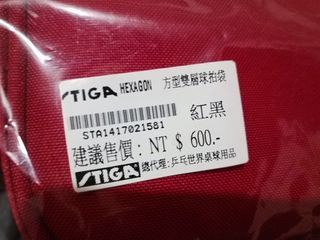 STIGA HEXAGON 方型雙層球拍袋
STA1417021581 紅黑
建議售價：NT $ 600.-
STIGA 總代理：乒乓世界桌球用品